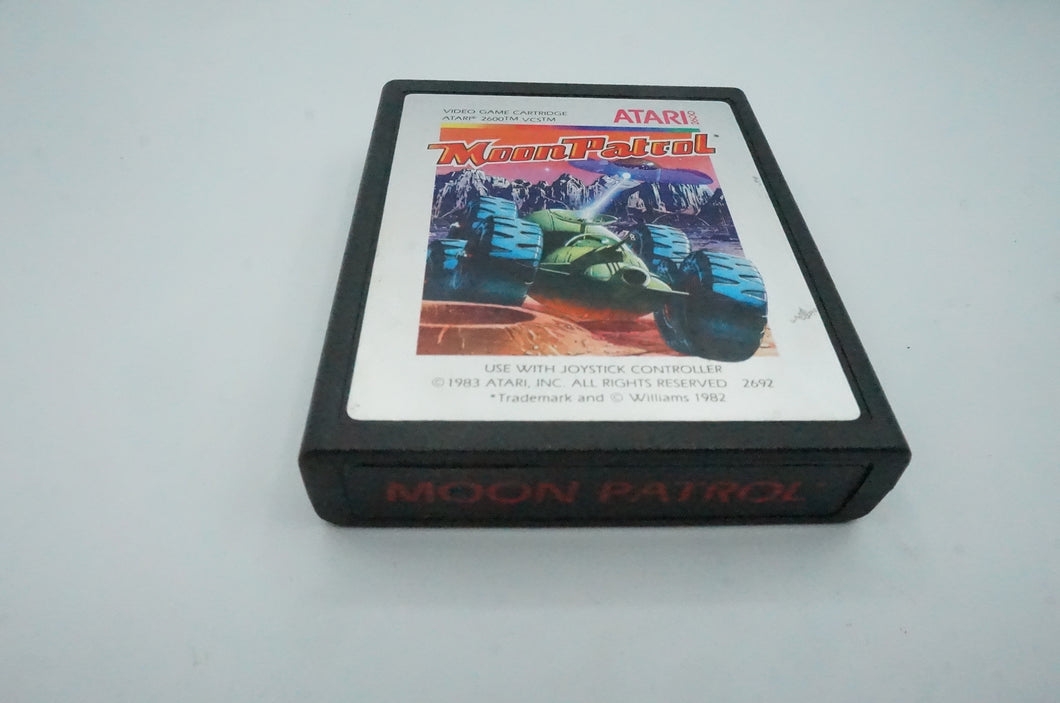 VIDEO GAME CARTRIDGE
ATARI® 2600™ VCS™
ATARI 2600
Moon Patrol*
USE WITH JOYSTICK CONTROLLER
© 1983 ATARI, INC. ALL RIGHTS RESERVED 2692
*Trademark and © Williams 1982
MOON PATROL*